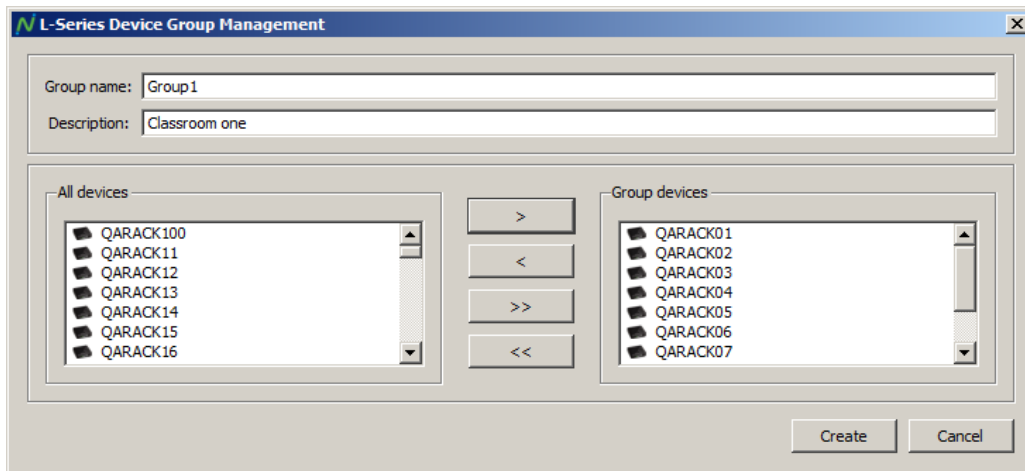 L-Series Device Group Management
Group name: Group1
Description: Classroom one
All devices
QARACK100
QARACK11
QARACK12
QARACK13
QARACK14
QARACK15
QARACK16
>
<
>>
<<
Group devices
QARACK01
QARACK02
QARACK03
QARACK04
QARACK05
QARACK06
QARACK07
Create Cancel